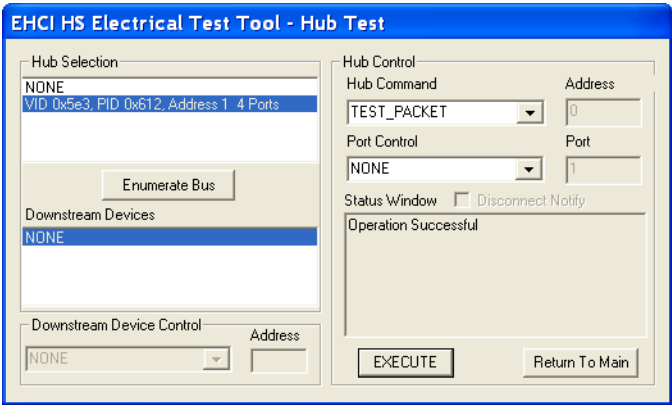 EHCI HS Electrical Test Tool - Hub Test
Hub Selection
NONE
VID 0x5e3, PID 0x612, Address 1 4 Ports
Enumerate Bus
Downstream Devices
NONE
Downstream Device Control
Address
NONE
Hub Control
Hub Command
Address
TEST_PACKET
0
Port Control
Port
NONE
1
Status Window
Disconnect Notify
Operation Successful
EXECUTE
Return To Main